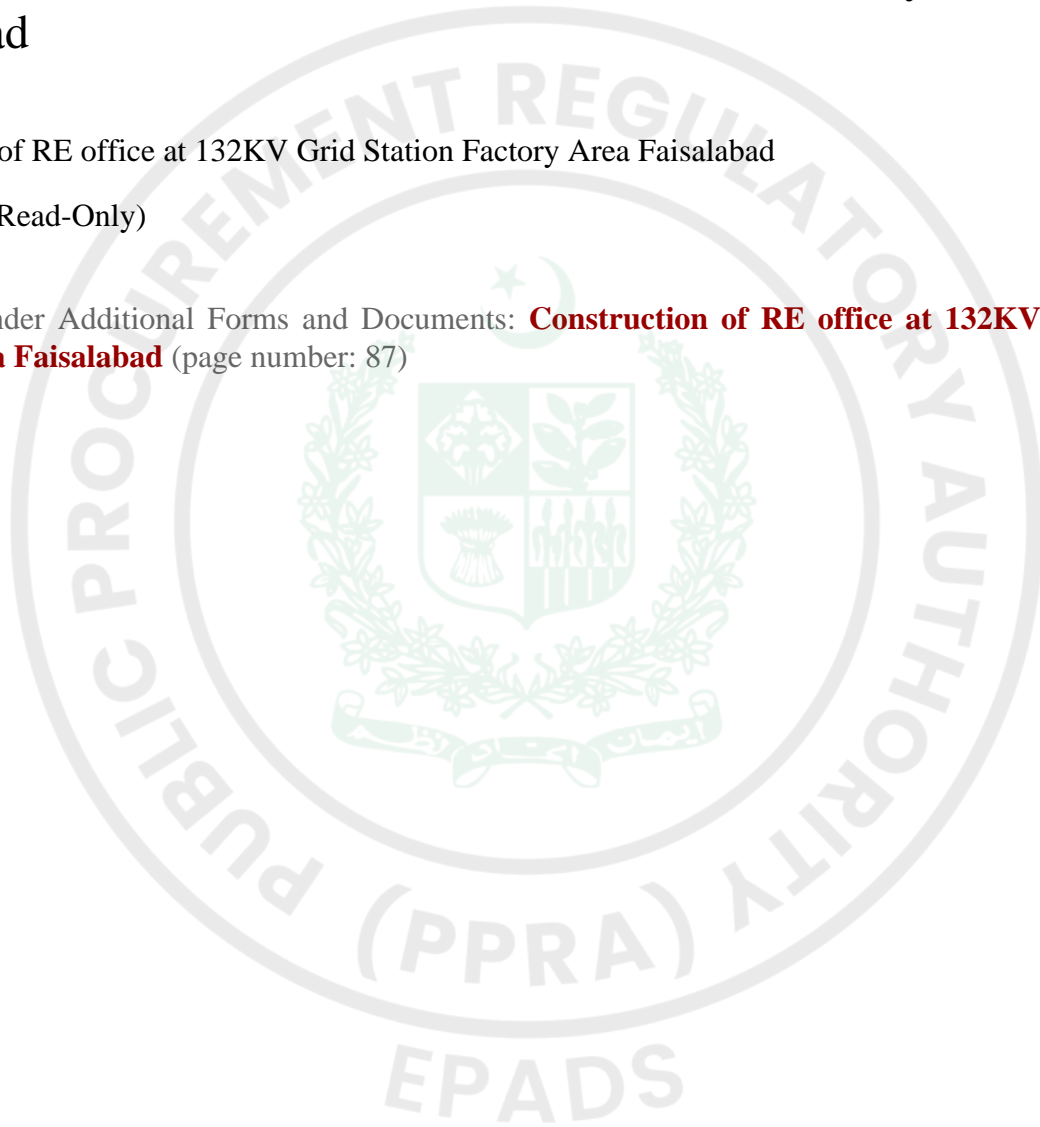 ad
of RE office at 132KV Grid Station Factory Area Faisalabad
Read-Only)
nder Additional Forms and Documents: Construction of RE office at 132KV
a Faisalabad (page number: 87)
PUBLIC PROCUREMENT REGULATORY AUTHORITY
(PPRA)
EPADS